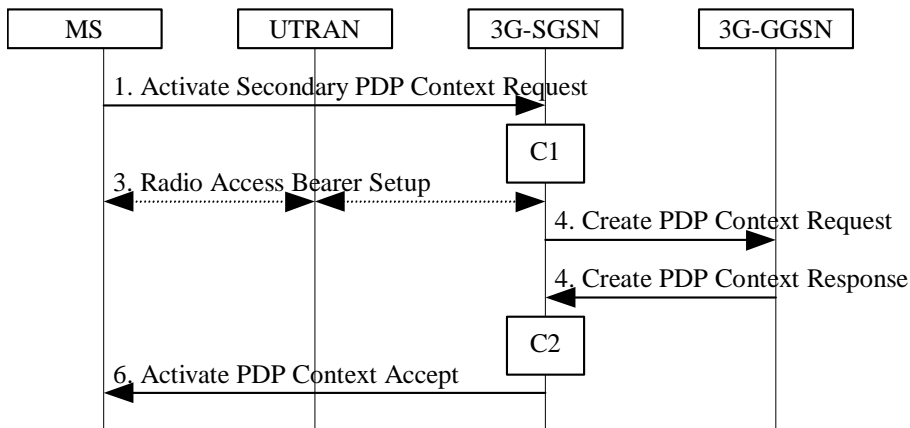 MS
UTRAN
3G-SGSN
3G-GGSN
1. Activate Secondary PDP Context Request
C1
3. Radio Access Bearer Setup
4. Create PDP Context Request
4. Create PDP Context Response
C2
6. Activate PDP Context Accept